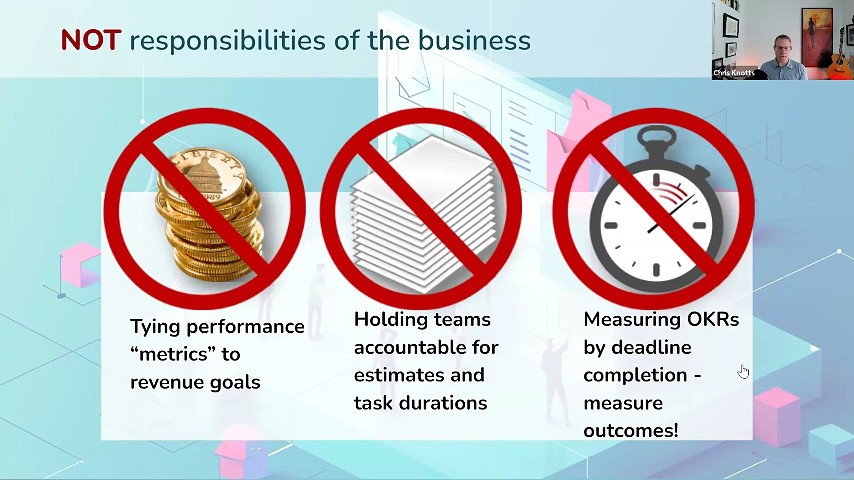 NOT responsibilities of the business
Chris Knotts
LIBERTY
Tying performance
“metrics” to
revenue goals
Holding teams
accountable for
estimates and
task durations
Measuring OKRs
by deadline
completion -
measure
outcomes!